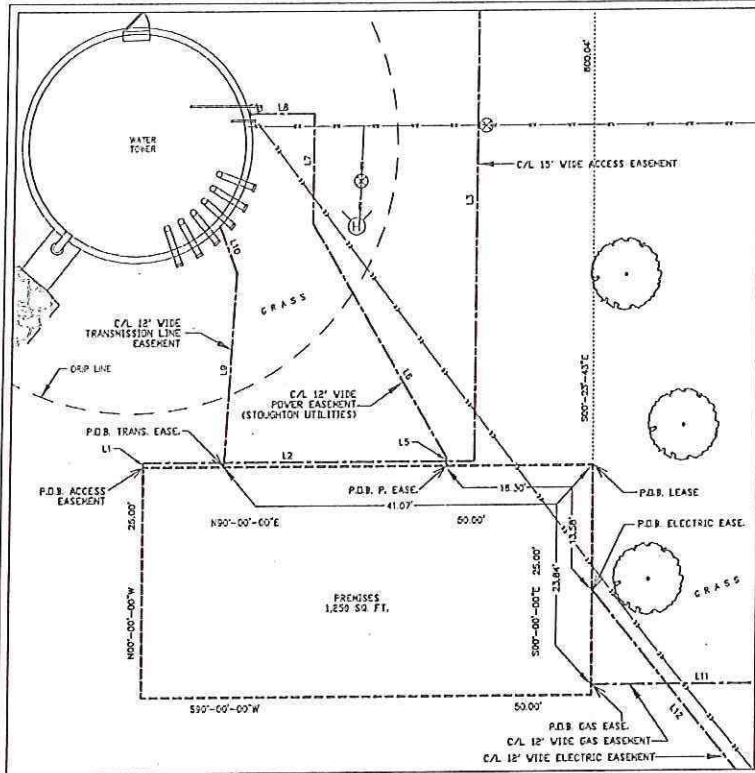 L8
600.04'
WATER
TOWER
L7
C/L 15' WIDE ACCESS EASEMENT
L3
H
L10
GRASS
C/L 12' WIDE
TRANSMISSION LINE
EASEMENT
S00°-23'-43"E
DRIP LINE
L9
L6
C/L 12' WIDE
POWER EASEMENT
(STOUGHTON UTILITIES)
P.O.B. TRANS. EASE.
L1
L2
L5
P.O.B. ACCESS
EASEMENT
P.O.B. P. EASE.
18.30'
P.O.B. LEASE
25.00'
41.07'
N90°-00'-00"E
50.00'
P.O.B. ELECTRIC EASE.
13.58'
25.00'
23.84'
GRASS
PREMISES
1,250 SQ. FT.
N00°-00'-00"W
S00°-00'-00"E
L11
L12
S90°-00'-00"W
50.00'
P.O.B. GAS EASE.
C/L 12' WIDE GAS EASEMENT
C/L 12' WIDE ELECTRIC EASEMENT